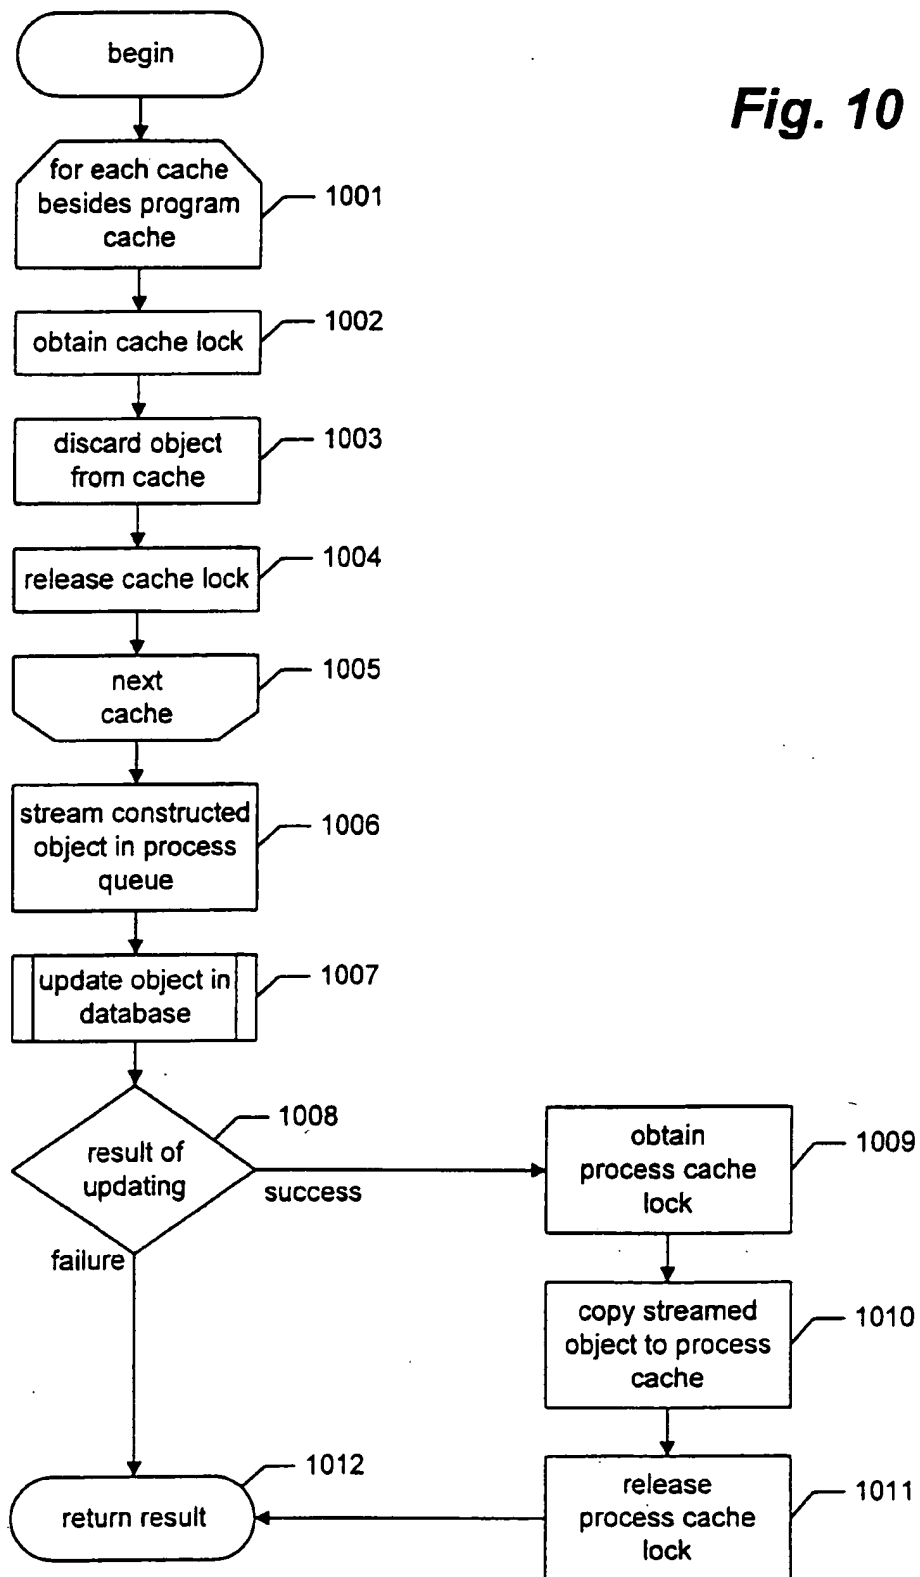 begin
Fig. 10
for each cache
besides program
cache
1001
obtain cache lock
1002
discard object
from cache
1003
release cache lock
1004
next
cache
1005
stream constructed
object in process
queue
1006
update object in
database
1007
result of
updating
1008
success
failure
obtain
process cache
lock
1009
copy streamed
object to process
cache
1010
release
process cache
lock
1011
return result
1012